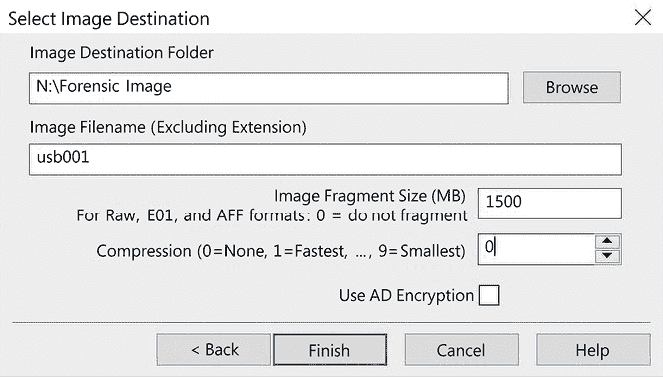 Select Image Destination
Image Destination Folder
N:\Forensic Image
Browse
Image Filename (Excluding Extension)
usb001
Image Fragment Size (MB)
1500
For Raw, E01, and AFF formats: 0 = do not fragment
Compression (0=None, 1=Fastest, ..., 9=Smallest)
0
Use AD Encryption
< Back
Finish
Cancel
Help